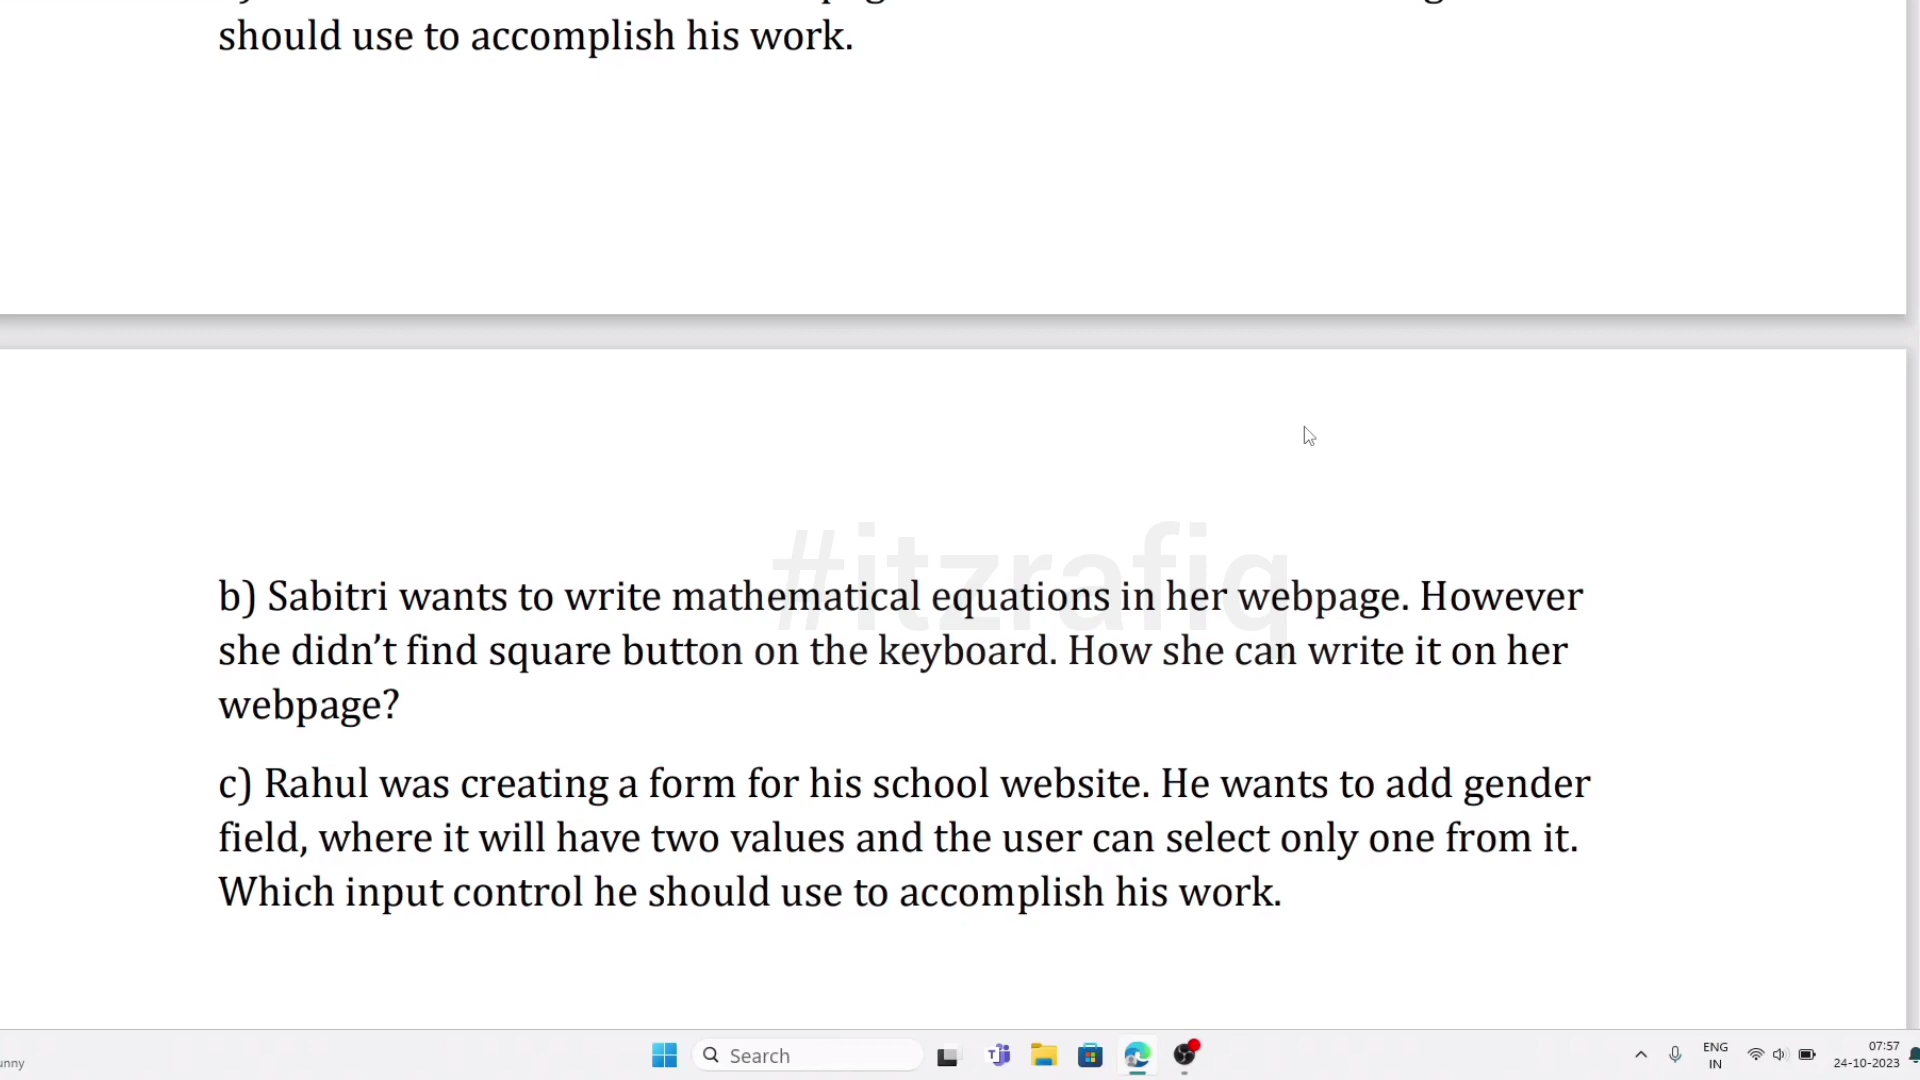 should use to accomplish his work.
#itzrafiq
b) Sabitri wants to write mathematical equations in her webpage. However
she didn’t find square button on the keyboard. How she can write it on her
webpage?
c) Rahul was creating a form for his school website. He wants to add gender
field, where it will have two values and the user can select only one from it.
Which input control he should use to accomplish his work.
unny
Search
ENG
IN
07:57
24-10-2023